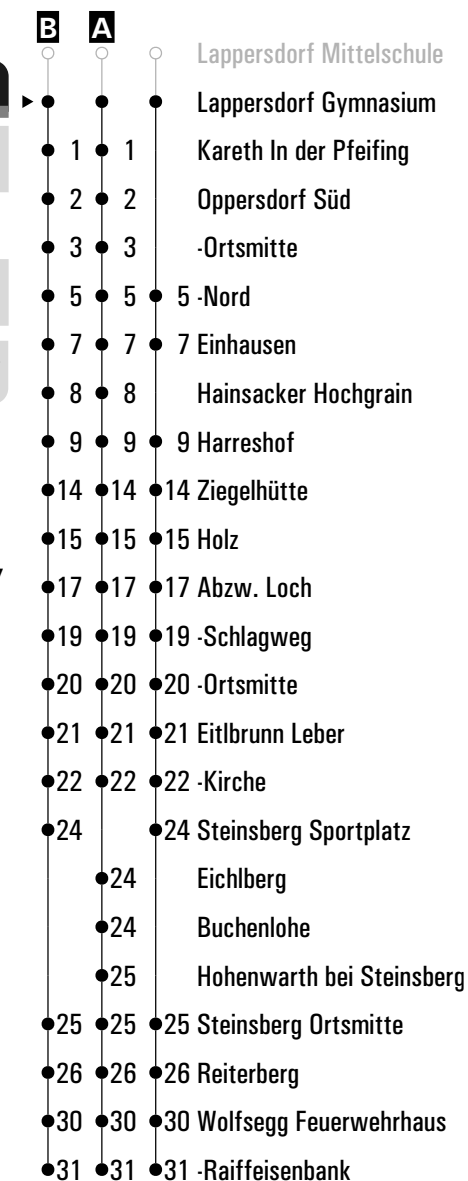 B A
Lappersdorf Mittelschule
Lappersdorf Gymnasium
1 1 Kareth In der Pfeifing
2 2 Oppersdorf Süd
3 3 -Ortsmitte
5 5 5 -Nord
7 7 7 Einhausen
8 8 Hainsacker Hochgrain
9 9 9 Harreshof
14 14 14 Ziegelhütte
15 15 15 Holz
17 17 17 Abzw. Loch
19 19 19 -Schlagweg
20 20 20 -Ortsmitte
21 21 21 Eitlbrunn Leber
22 22 22 -Kirche
24 24 Steinsberg Sportplatz
24 Eichlberg
24 Buchenlohe
25 Hohenwarth bei Steinsberg
25 25 25 Steinsberg Ortsmitte
26 26 26 Reiterberg
30 30 30 Wolfsegg Feuerwehrhaus
31 31 31 -Raiffeisenbank